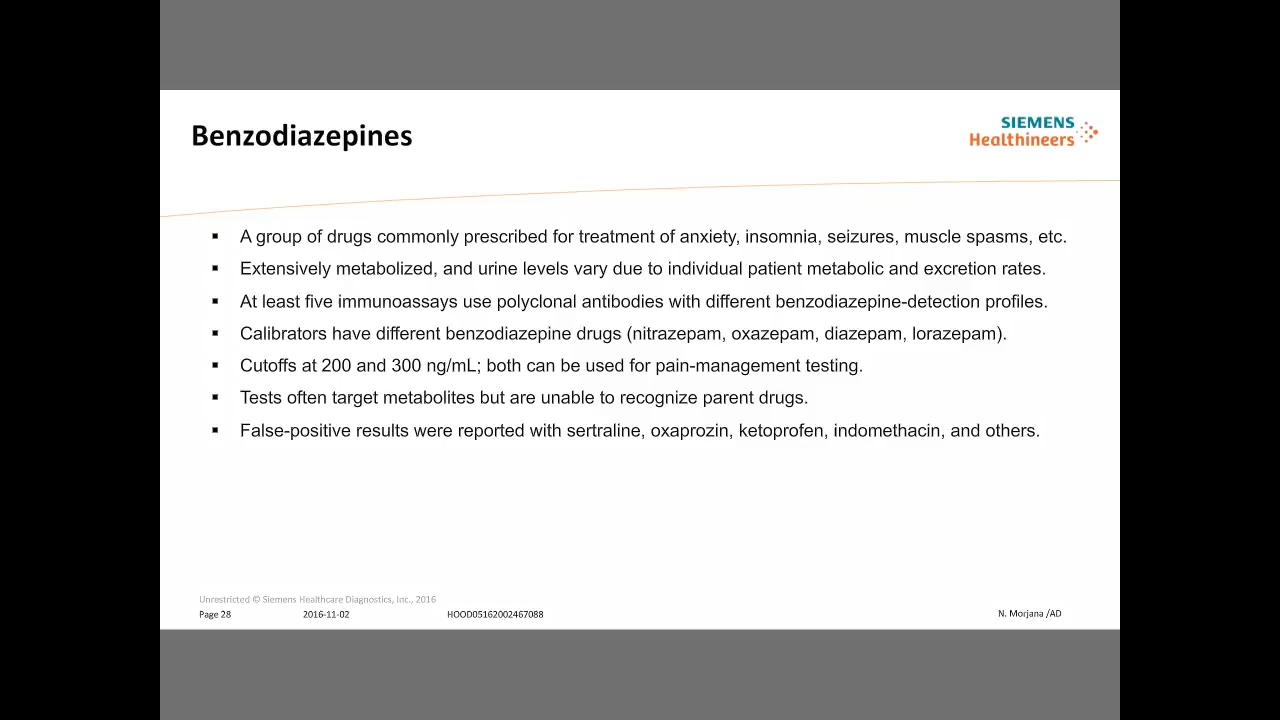 Benzodiazepines
SIEMENS
Healthineers
▪ A group of drugs commonly prescribed for treatment of anxiety, insomnia, seizures, muscle spasms, etc.
▪ Extensively metabolized, and urine levels vary due to individual patient metabolic and excretion rates.
▪ At least five immunoassays use polyclonal antibodies with different benzodiazepine-detection profiles.
▪ Calibrators have different benzodiazepine drugs (nitrazepam, oxazepam, diazepam, lorazepam).
▪ Cutoffs at 200 and 300 ng/mL; both can be used for pain-management testing.
▪ Tests often target metabolites but are unable to recognize parent drugs.
▪ False-positive results were reported with sertraline, oxaprozin, ketoprofen, indomethacin, and others.
Unrestricted © Siemens Healthcare Diagnostics, Inc., 2016
Page 28 2016-11-02 HOOD05162002467088 N. Morjana /AD